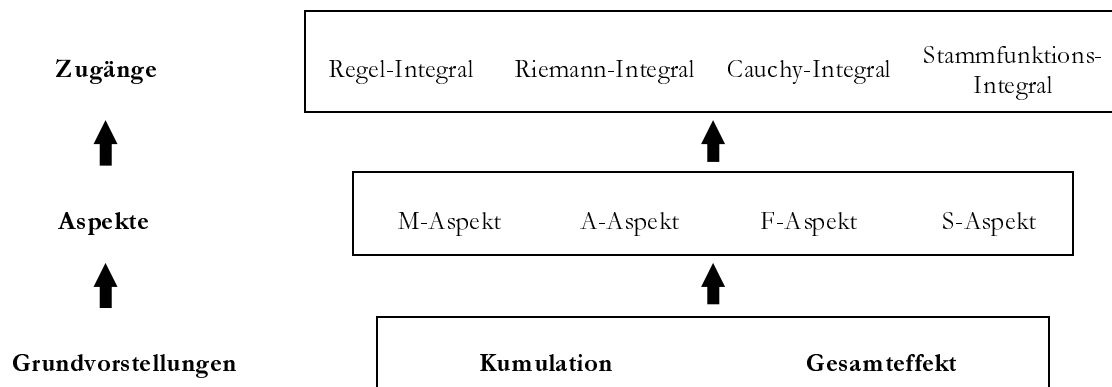 Zugänge
Regel-Integral Riemann-Integral Cauchy-Integral Stammfunktions-
Integral
Aspekte
M-Aspekt A-Aspekt F-Aspekt S-Aspekt
Grundvorstellungen
Kumulation Gesamteffekt